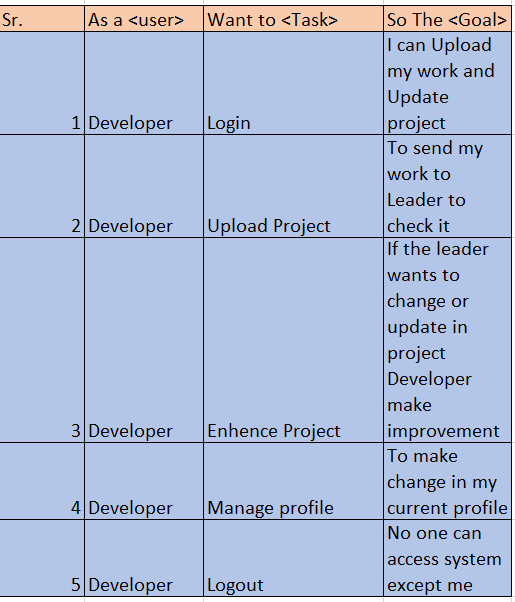 Sr. As a <user> Want to <Task> So The <Goal>
I can Upload
my work and
Update
1 Developer Login project
To send my
work to
Leader to
2 Developer Upload Project check it
If the leader
wants to
change or
update in
project
Developer
make
3 Developer Enhence Project improvement
To make
change in my
4 Developer Manage profile current profile
No one can
access system
5 Developer Logout except me